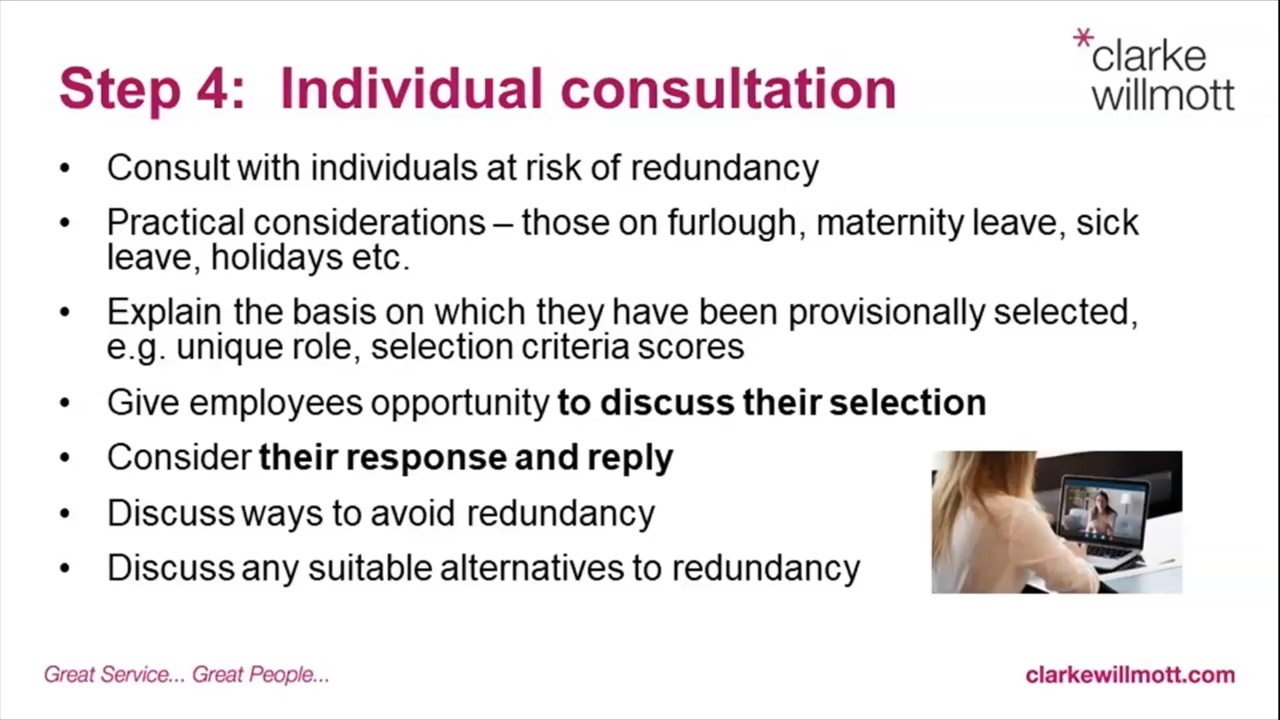 Step 4: Individual consultation
*clarke
willmott
• Consult with individuals at risk of redundancy
• Practical considerations – those on furlough, maternity leave, sick
leave, holidays etc.
• Explain the basis on which they have been provisionally selected,
e.g. unique role, selection criteria scores
• Give employees opportunity to discuss their selection
• Consider their response and reply
• Discuss ways to avoid redundancy
• Discuss any suitable alternatives to redundancy
Great Service... Great People...
clarkewillmott.com